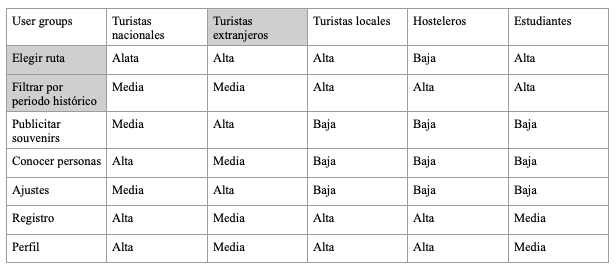 User groups Turistas nacionales Turistas extranjeros Turistas locales Hosteleros Estudiantes
Elegir ruta Alata Alta Alta Baja Alta
Filtrar por periodo histórico Media Media Alta Alta Alta
Publicitar souvenirs Media Alta Baja Baja Baja
Conocer personas Alta Media Baja Baja Baja
Ajustes Media Alta Baja Baja Baja
Registro Alta Media Alta Alta Media
Perfil Alta Media Alta Alta Media